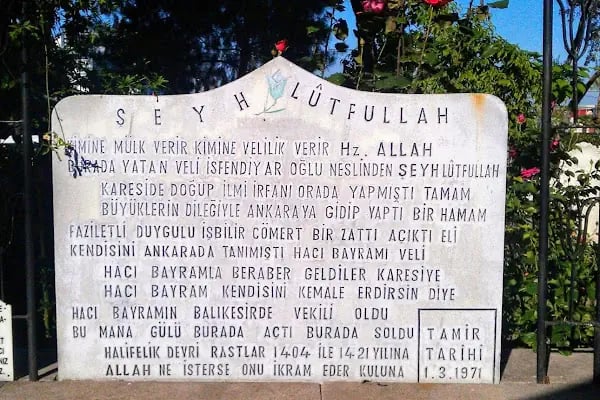 SEYH LÛTFULLAH
KİMİNE MÜLK VERİR KİMİNE VELİLİK VERİR Hz. ALLAH
BURADA YATAN VELİ İSFENDİYAR OĞLU NESLİNDEN ŞEYH LÜTFULLAH
KARESİDE DOĞUP İLMİ İRFANI ORADA YAPMIŞTI TAMAM
BÜYÜKLERİN DİLEĞİYLE ANKARAYA GİDİP YAPTI BİR HAMAM
FAZİLETLİ DUYGULU İŞBİLİR CÖMERT BİR ZATTI AÇIKTI ELİ
KENDİSİNİ ANKARADA TANIMIŞTI HACI BAYRAMI VELİ
HACI BAYRAMLA BERABER GELDİLER KARESİYE
HACI BAYRAM KENDİSİNİ KEMALE ERDİRSİN DİYE
HACI BAYRAMIN BALIKESİRDE VEKİLİ OLDU
BU MANA GÜLÜ BURADA AÇTI BURADA SOLDU
HALİFELİK DEVRİ RASTLAR 1404 İLE 1421 YILINA
ALLAH NE İSTERSE ONU İKRAM EDER KULUNA
TAMİR
TARİHİ
1.3.1971